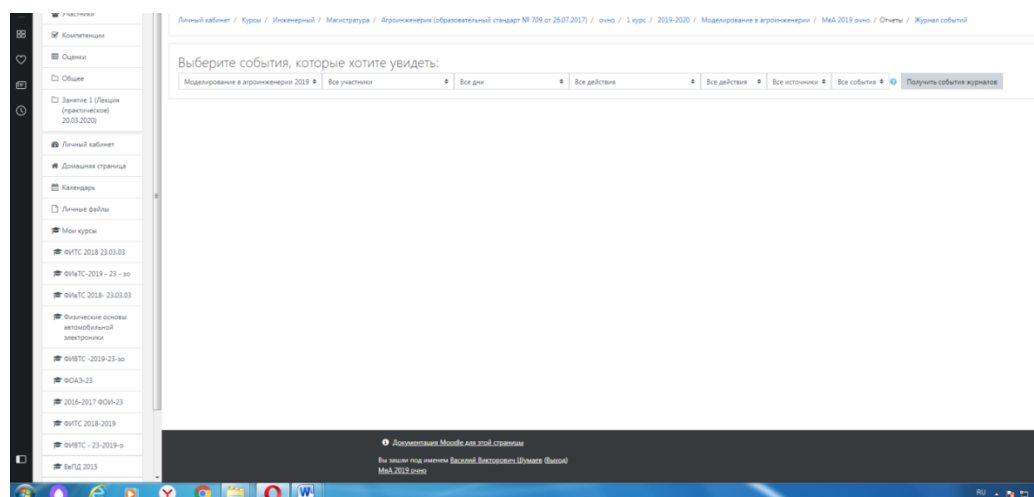 Участники
Личный кабинет / Курсы / Инженерный / Магистратура / Агроинженерия (образовательный стандарт № 709 от 26.07.2017) / очно / 1 курс / 2019-2020 / Моделирование в агроинженерии / МвА 2019 очно / Отчеты / Журнал событий
Компетенции
Оценки
Общее
Занятие 1 (Лекция
(практическое)
20.03.2020)
Личный кабинет
Домашняя страница
Календарь
Личные файлы
Мои курсы
ФИТС 2018 23.03.03
ФИвТС-2019 - 23 - зо
ФИвТС 2018- 23.03.03
Физические основы
автомобильной
электроники
ФИВТС -2019-23-зо
ФОАЭ-23
2016-2017 ФОИ-23
ФИТС 2018-2019
ФИВТС - 23-2019-о
ВвПД 2015
Выберите события, которые хотите увидеть:
Моделирование в агроинженерии 2019 Все участники Все дни Все действия Все действия Все источники Все события Получить события журналов
Документация Moodle для этой страницы
Вы зашли под именем Василий Викторович Шумаев (Выход)
МвА 2019 очно
RU